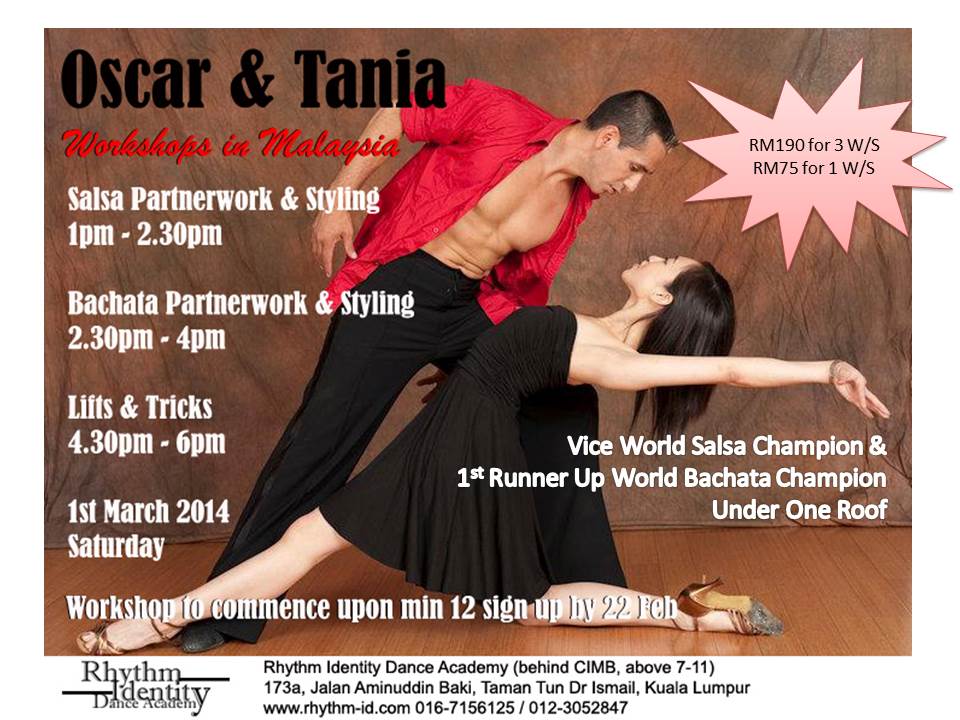 Oscar & Tania
Workshops in Malaysia
Salsa Partnerwork & Styling
1pm - 2.30pm
Bachata Partnerwork & Styling
2.30pm - 4pm
Lifts & Tricks
4.30pm - 6pm
1st March 2014
Saturday
Workshop to commence upon min 12 sign up by 22 Feb
RM190 for 3 W/S
RM75 for 1 W/S
Vice World Salsa Champion &
1st Runner Up World Bachata Champion
Under One Roof
Rhythm
Identity
Dance Academy
Rhythm Identity Dance Academy (behind CIMB, above 7-11)
173a, Jalan Aminuddin Baki, Taman Tun Dr Ismail, Kuala Lumpur
www.rhythm-id.com 016-7156125 / 012-3052847